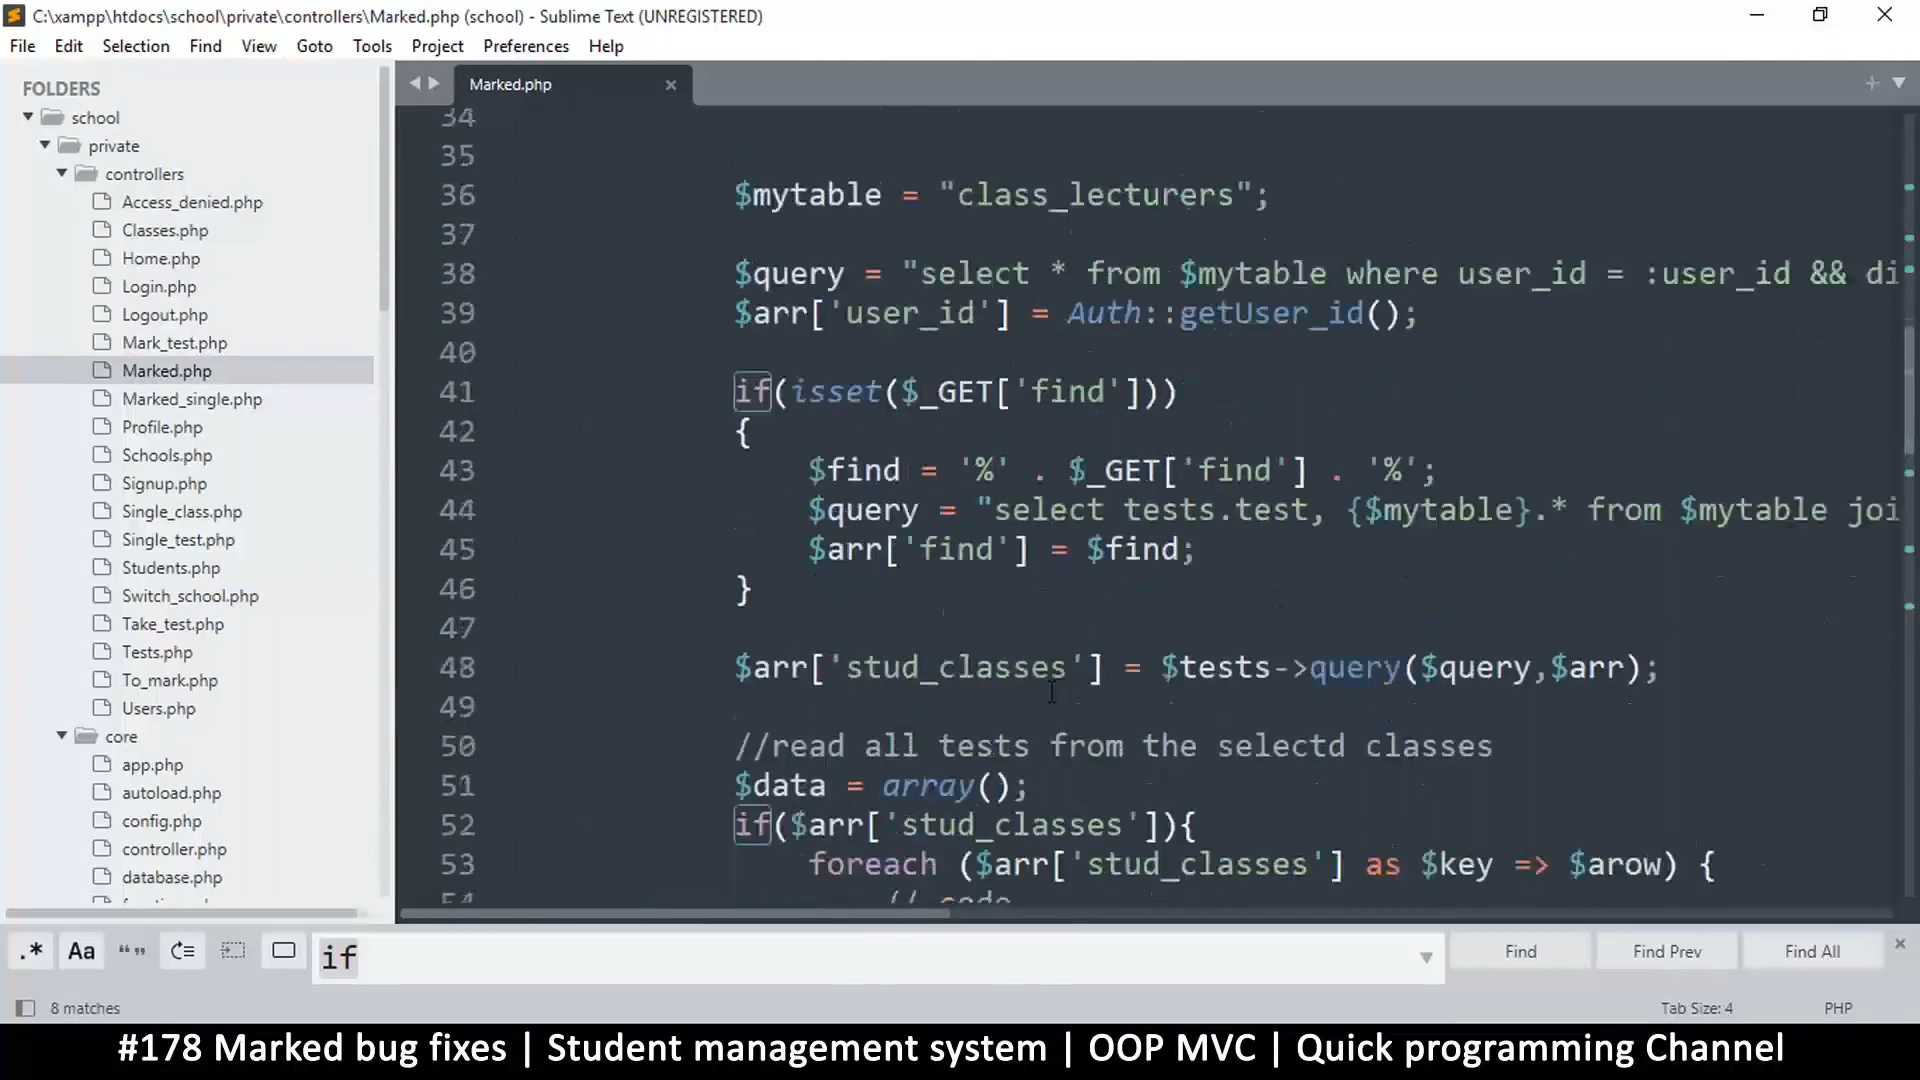 C:\xampp\htdocs\school\private\controllers\Marked.php (school) - Sublime Text (UNREGISTERED)
File Edit Selection Find View Goto Tools Project Preferences Help
FOLDERS
school
private
controllers
Access_denied.php
Classes.php
Home.php
Login.php
Logout.php
Mark_test.php
Marked.php
Marked_single.php
Profile.php
Schools.php
Signup.php
Single_class.php
Single_test.php
Students.php
Switch_school.php
Take_test.php
Tests.php
To_mark.php
Users.php
core
app.php
autoload.php
config.php
controller.php
database.php
Marked.php
34
35
36 $mytable = "class_lecturers";
37
38 $query = "select * from $mytable where user_id = :user_id && di
39 $arr['user_id'] = Auth::getUser_id();
40
41 if(isset($_GET['find']))
42 {
43 $find = '%' . $_GET['find'] . '%';
44 $query = "select tests.test, {$mytable}.* from $mytable joi
45 $arr['find'] = $find;
46 }
47
48 $arr['stud_classes'] = $tests->query($query,$arr);
49
50 //read all tests from the selectd classes
51 $data = array();
52 if($arr['stud_classes']){
53 foreach ($arr['stud_classes'] as $key => $arow) {
54 // code
.* Aa “” if Find Find Prev Find All
8 matches Tab Size: 4 PHP
#178 Marked bug fixes | Student management system | OOP MVC | Quick programming Channel